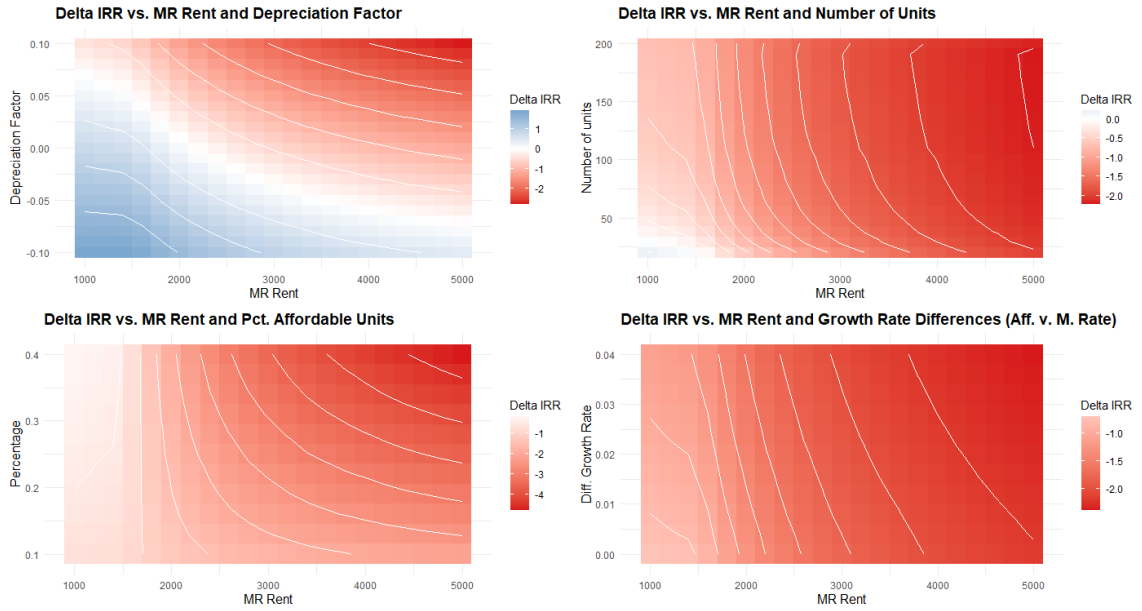 Delta IRR vs. MR Rent and Depreciation Factor
0.10
0.05
0.00
-0.05
-0.10
Depreciation Factor
1000 2000 3000 4000 5000
MR Rent
Delta IRR
1
0
-1
-2
Delta IRR vs. MR Rent and Number of Units
200
150
100
50
Number of units
1000 2000 3000 4000 5000
MR Rent
Delta IRR
0.0
-0.5
-1.0
-1.5
-2.0
Delta IRR vs. MR Rent and Pct. Affordable Units
0.4
0.3
0.2
0.1
Percentage
1000 2000 3000 4000 5000
MR Rent
Delta IRR
-1
-2
-3
-4
Delta IRR vs. MR Rent and Growth Rate Differences (Aff. v. M. Rate)
0.04
0.03
0.02
0.01
0.00
Diff. Growth Rate
1000 2000 3000 4000 5000
MR Rent
Delta IRR
-1.0
-1.5
-2.0